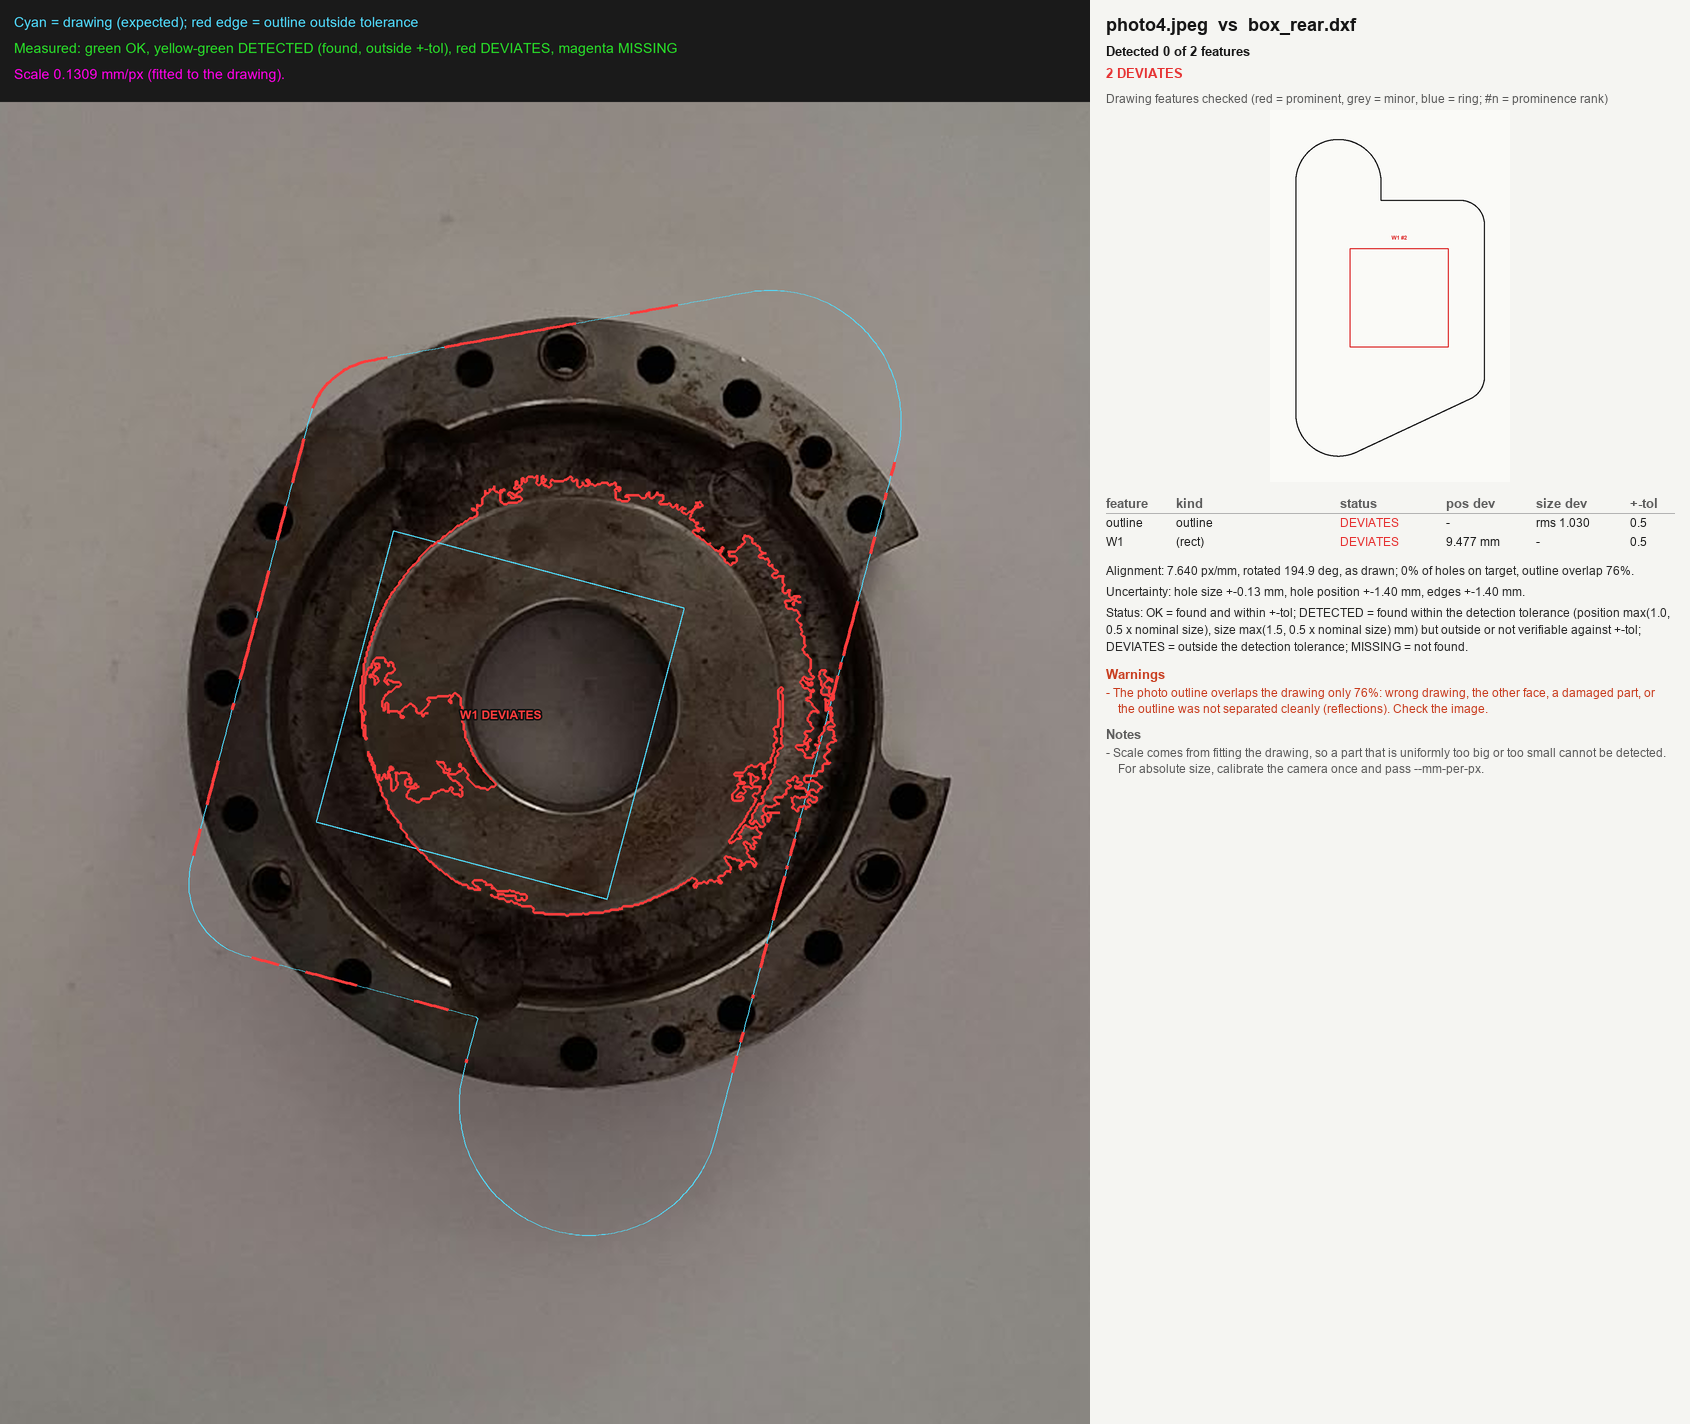 Cyan = drawing (expected); red edge = outline outside tolerance
Measured: green OK, yellow-green DETECTED (found, outside +-tol), red DEVIATES, magenta MISSING
Scale 0.1309 mm/px (fitted to the drawing).
W1 DEVIATES
photo4.jpeg vs box_rear.dxf
Detected 0 of 2 features
2 DEVIATES
Drawing features checked (red = prominent, grey = minor, blue = ring; #n = prominence rank)
W1 #2
feature kind status pos dev size dev +-tol
outline outline DEVIATES - rms 1.030 0.5
W1 (rect) DEVIATES 9.477 mm - 0.5
Alignment: 7.640 px/mm, rotated 194.9 deg, as drawn; 0% of holes on target, outline overlap 76%.
Uncertainty: hole size +-0.13 mm, hole position +-1.40 mm, edges +-1.40 mm.
Status: OK = found and within +-tol; DETECTED = found within the detection tolerance (position max(1.0,
0.5 x nominal size), size max(1.5, 0.5 x nominal size) mm) but outside or not verifiable against +-tol;
DEVIATES = outside the detection tolerance; MISSING = not found.
Warnings
- The photo outline overlaps the drawing only 76%: wrong drawing, the other face, a damaged part, or
the outline was not separated cleanly (reflections). Check the image.
Notes
- Scale comes from fitting the drawing, so a part that is uniformly too big or too small cannot be detected.
For absolute size, calibrate the camera once and pass --mm-per-px.